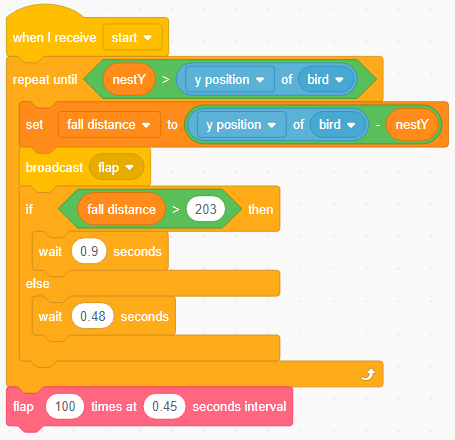 when I receive start
repeat until nestY > y position of bird
set fall distance to y position of bird - nestY
broadcast flap
if fall distance > 203 then
wait 0.9 seconds
else
wait 0.48 seconds
flap 100 times at 0.45 seconds interval